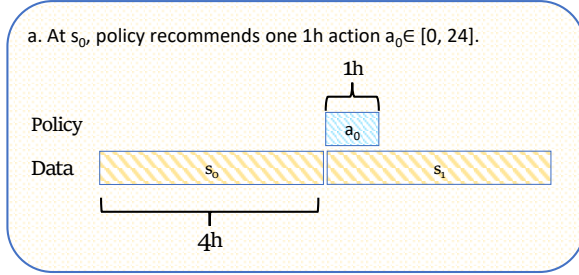 a. At s₀, policy recommends one 1h action a₀∈ [0, 24].
1h
Policy
a₀
Data
s₀
s₁
4h